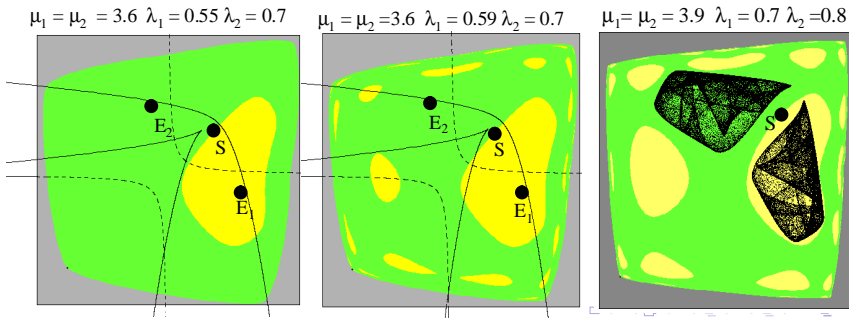 μ1 = μ2 = 3.6 λ1 = 0.55 λ2 = 0.7
E2
S
E1
μ1 = μ2 =3.6 λ1 = 0.59 λ2 = 0.7
E2
S
E1
μ1= μ2 = 3.9 λ1 = 0.7 λ2 =0.8
S